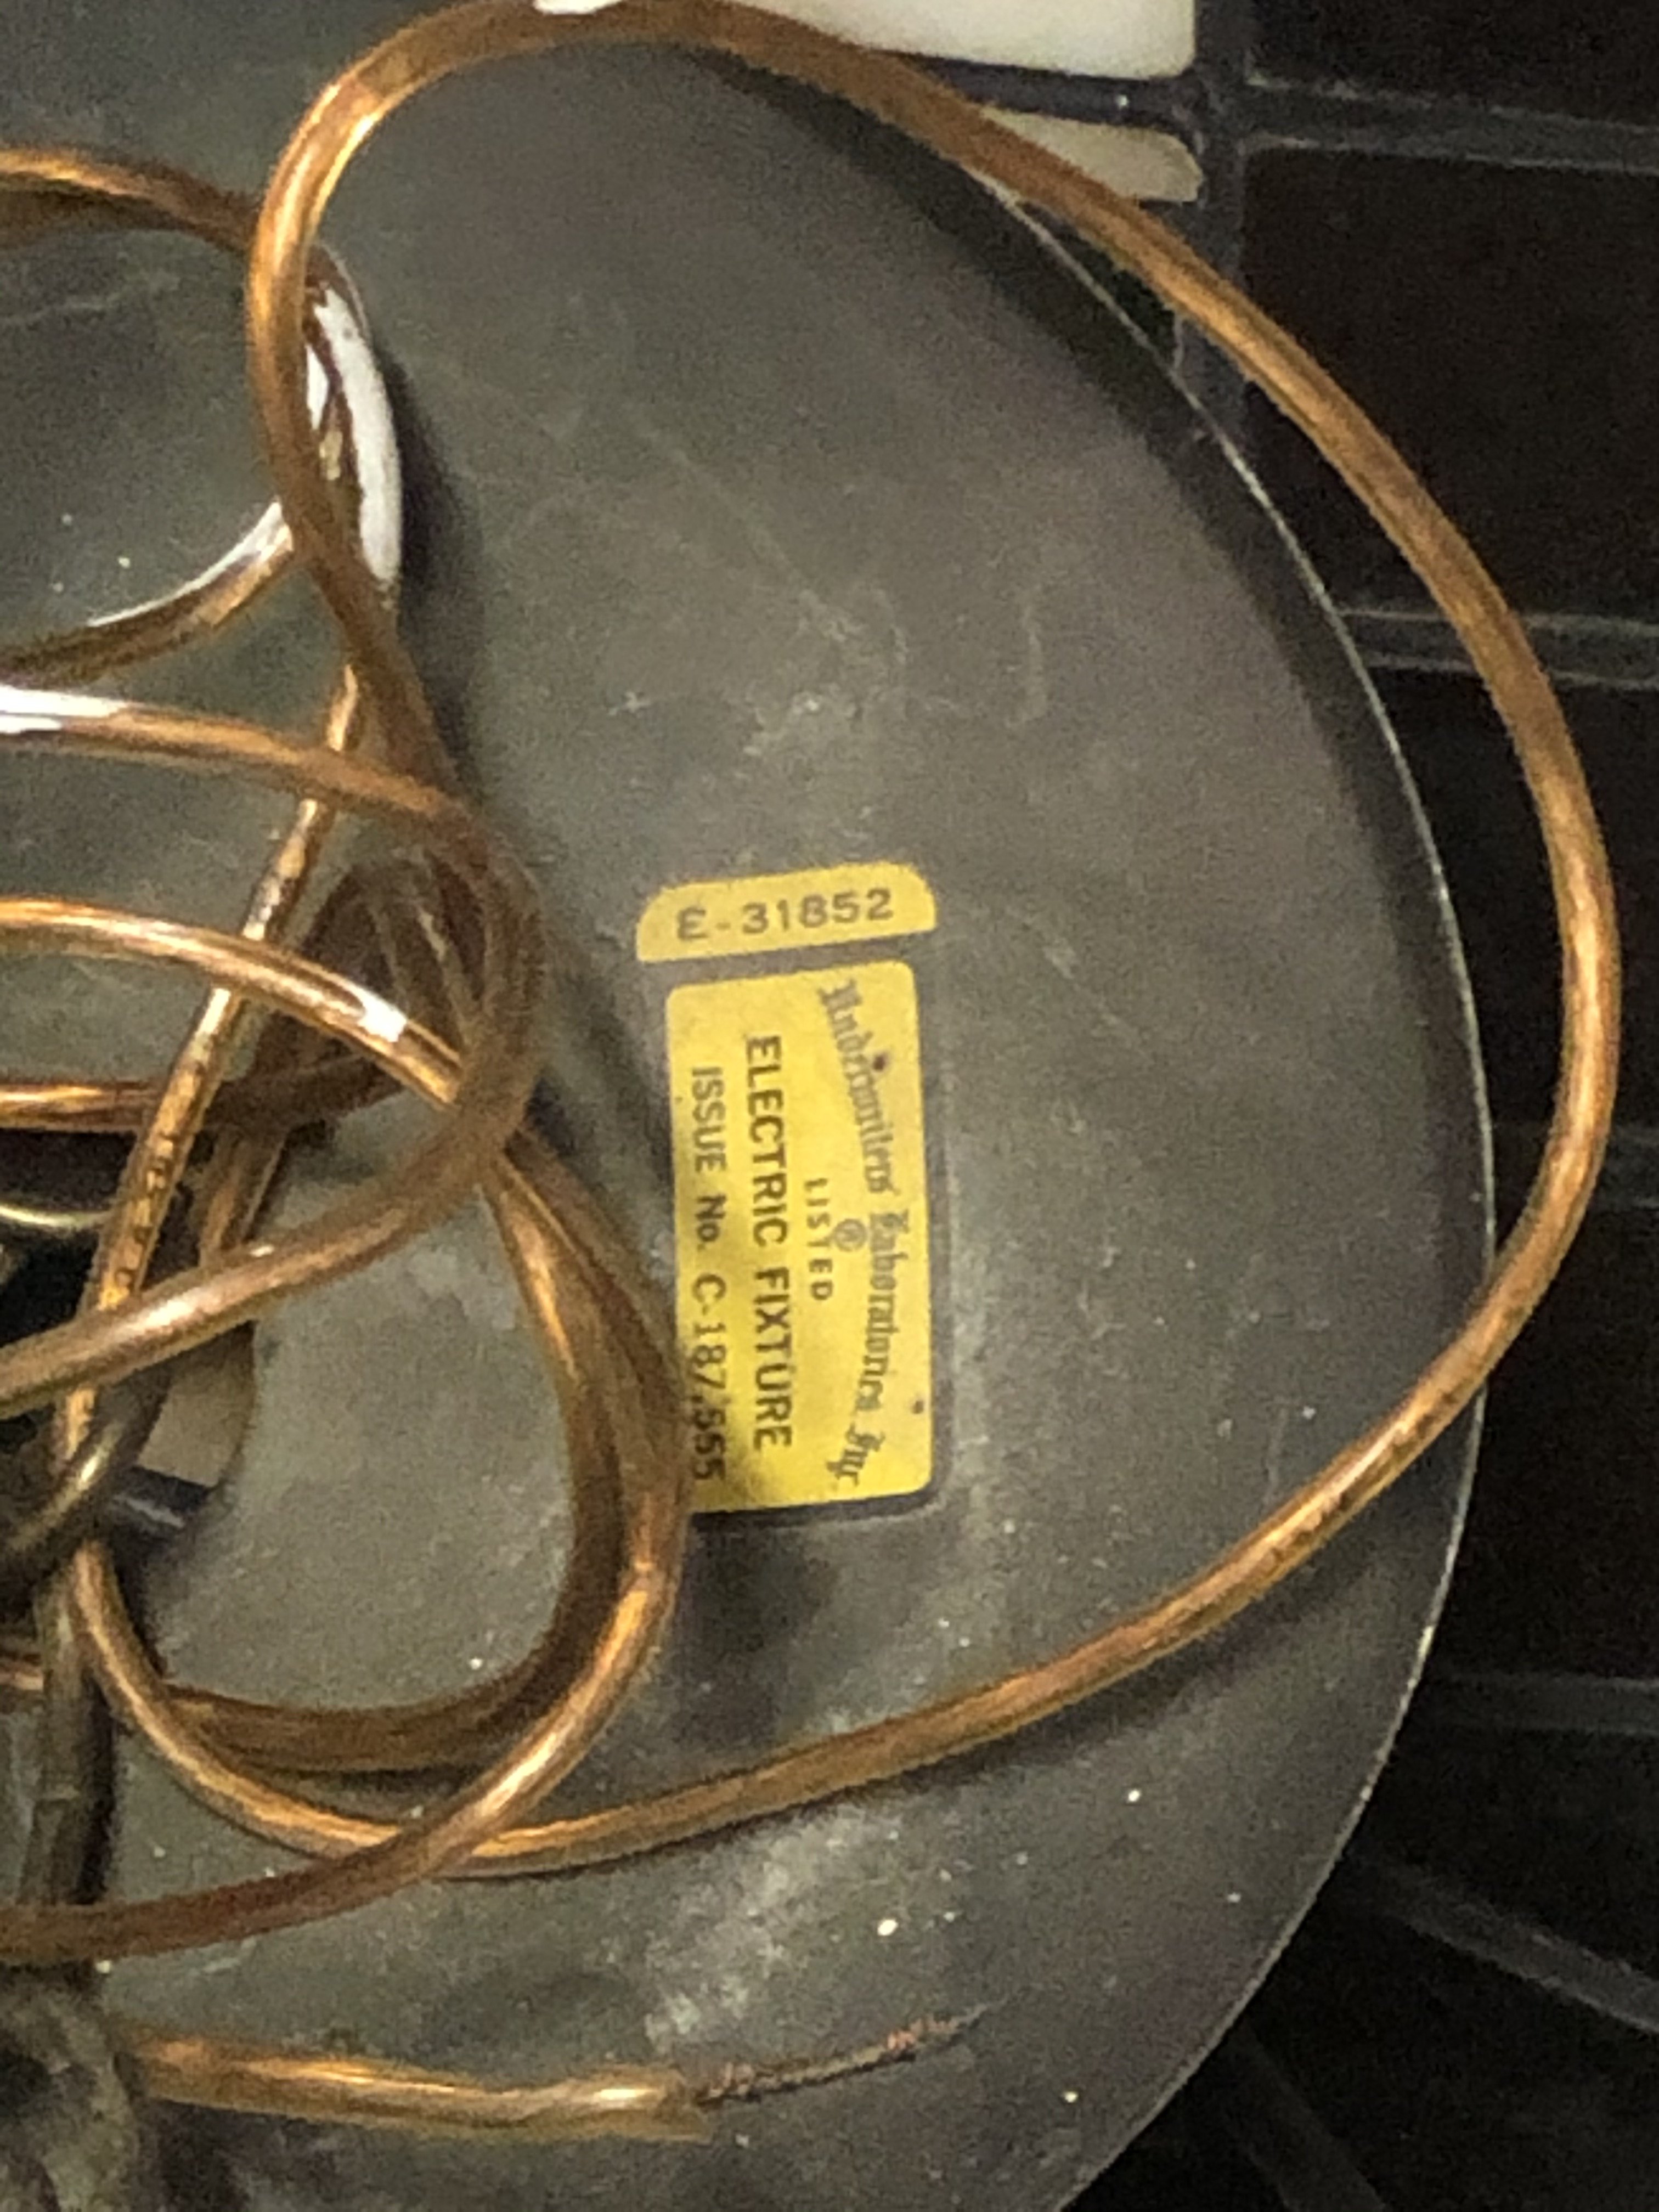 E-31852
Underwriters' Laboratories Inc.
®
LISTED
ELECTRIC FIXTURE
ISSUE No. C-187,555